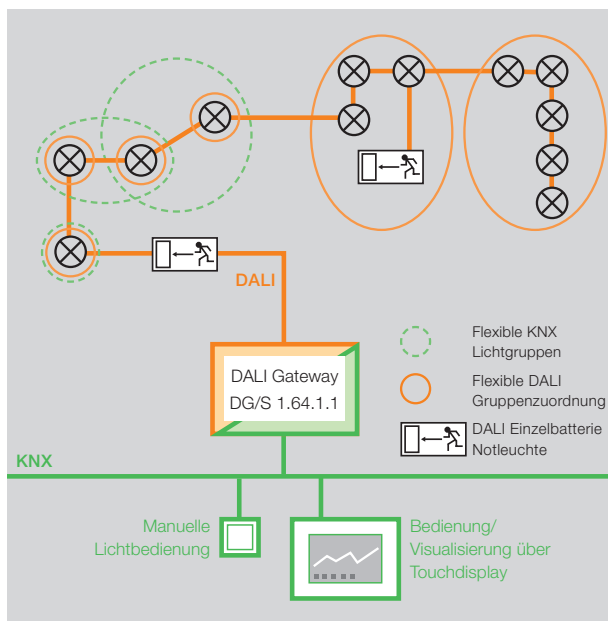 DALI
DALI Gateway
DG/S 1.64.1.1
Flexible KNX
Lichtgruppen
Flexible DALI
Gruppenzuordnung
DALI Einzelbatterie
Notleuchte
KNX
Manuelle
Lichtbedienung
Bedienung/
Visualisierung über
Touchdisplay